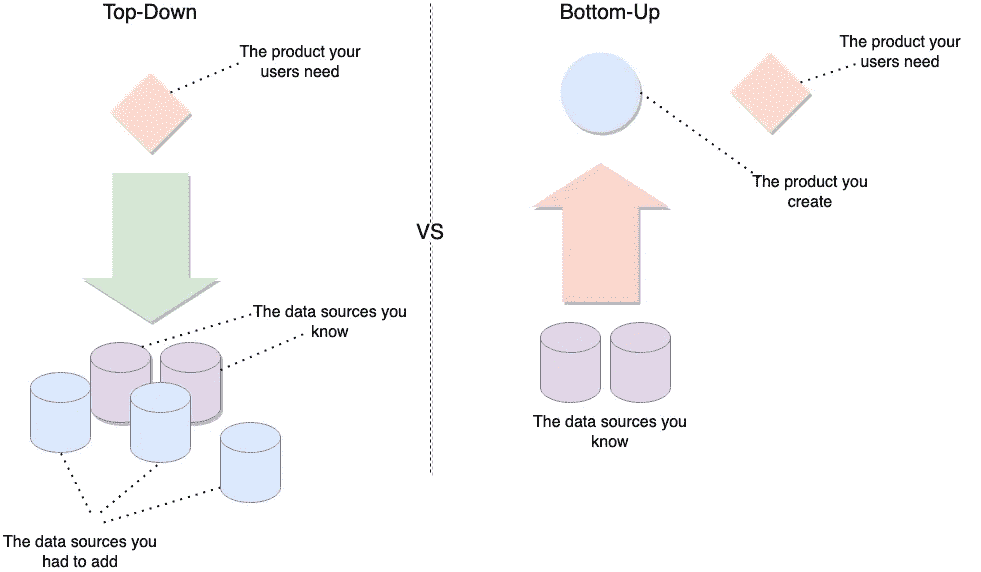 Top-Down
The product your
users need
The data sources you
know
The data sources you
had to add
VS
Bottom-Up
The product your
users need
The product you
create
The data sources you
know